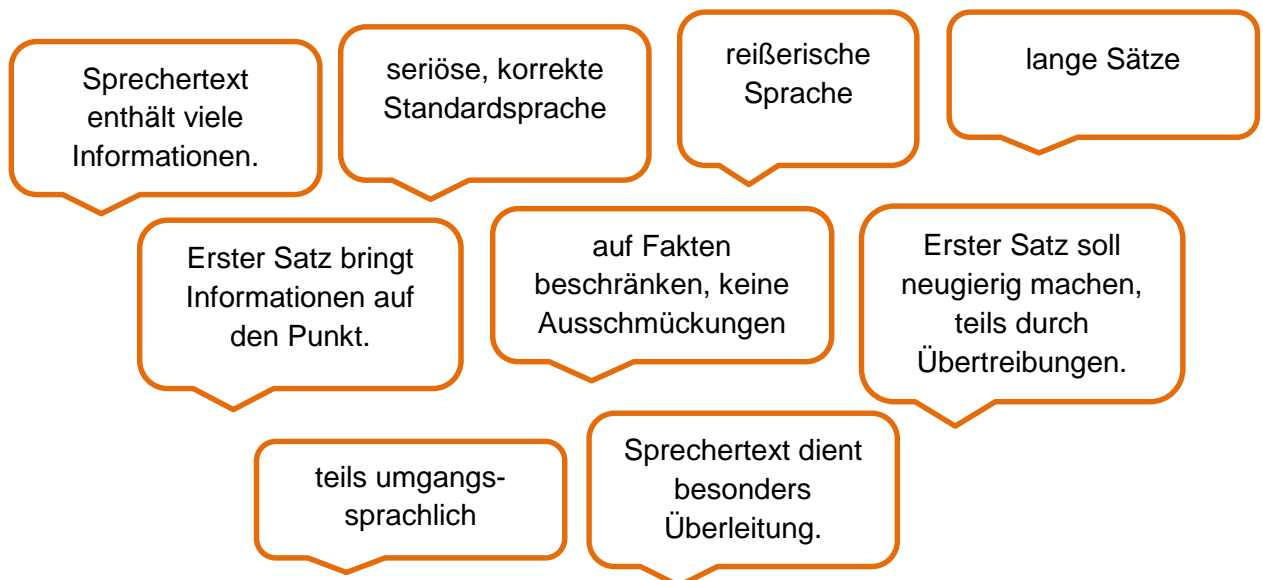 Sprechertext
enthält viele
Informationen.
seriöse, korrekte
Standardsprache
reißerische
Sprache
lange Sätze
Erster Satz bringt
Informationen auf
den Punkt.
auf Fakten
beschränken, keine
Ausschmückungen
Erster Satz soll
neugierig machen,
teils durch
Übertreibungen.
teils umgangs-
sprachlich
Sprechertext dient
besonders
Überleitung.